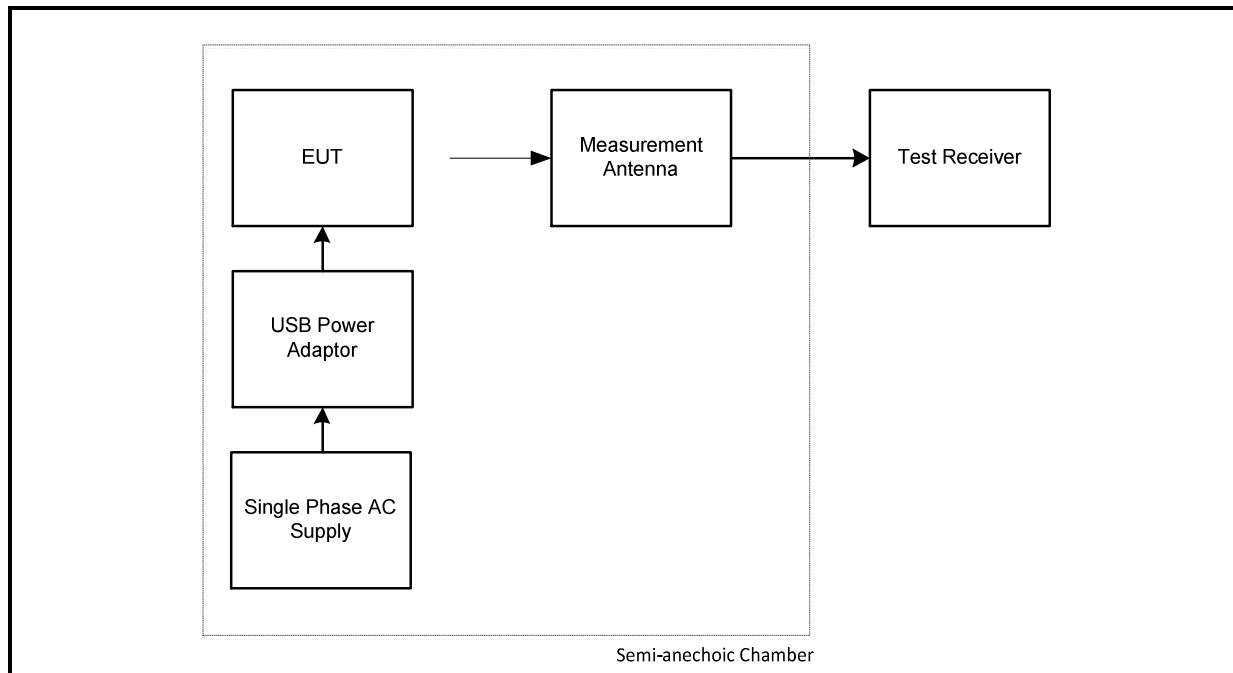 EUT
Measurement
Antenna
Test Receiver
USB Power
Adaptor
Single Phase AC
Supply
Semi-anechoic Chamber